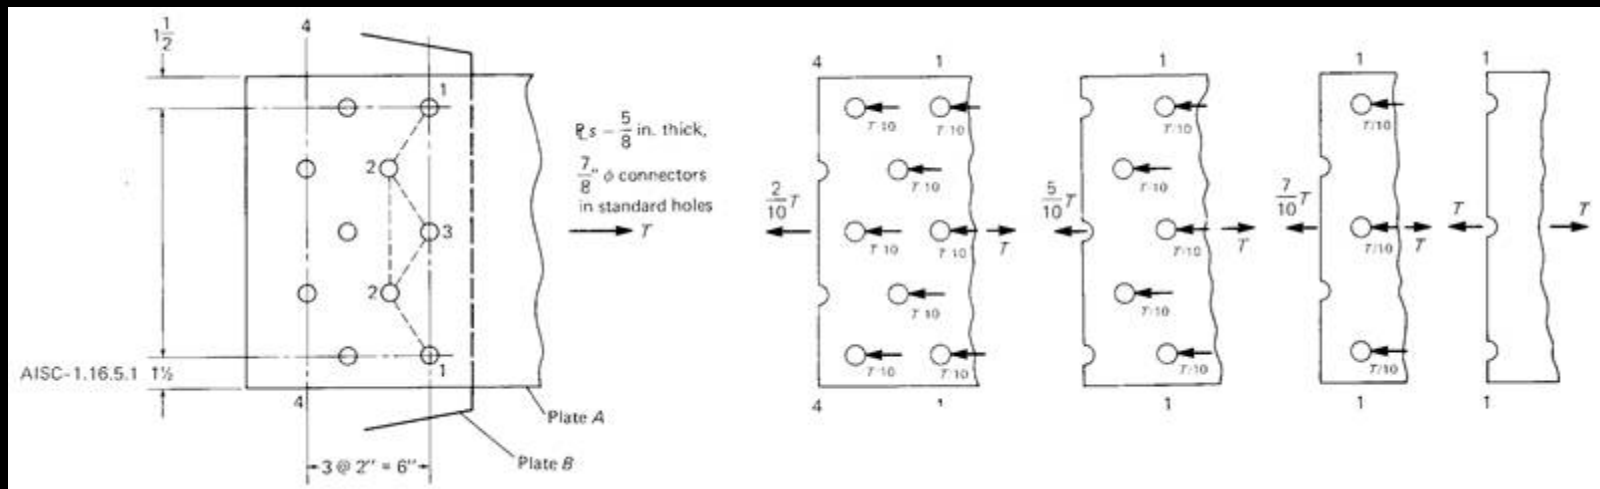 1 1/2
4
1
2
3
2
1
4
AISC-1.16.5.1 1½
3 @ 2″ = 6″
Plate A
Plate B
℞s – 5/8 in. thick,
7/8″ ϕ connectors
in standard holes
T
4 1
T/10 T/10
T/10
2/10 T
T/10 T/10 T
T/10
T/10 T/10
4 1
1
T/10
T/10
5/10 T
T/10 T
T/10
T/10
1
1
T/10
7/10 T
T/10 T
T/10
1
1
T T
1